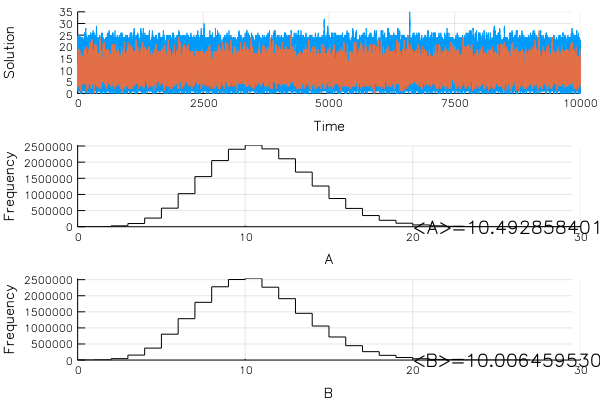 Solution
35
30
25
20
15
10
5
0
0 2500 5000 7500 10000
Time
Frequency
2500000
2000000
1500000
1000000
500000
0
0 10 20 30
<A>=10.492858401
A
Frequency
2500000
2000000
1500000
1000000
500000
0
0 10 20 30
<B>=10.006459530
B